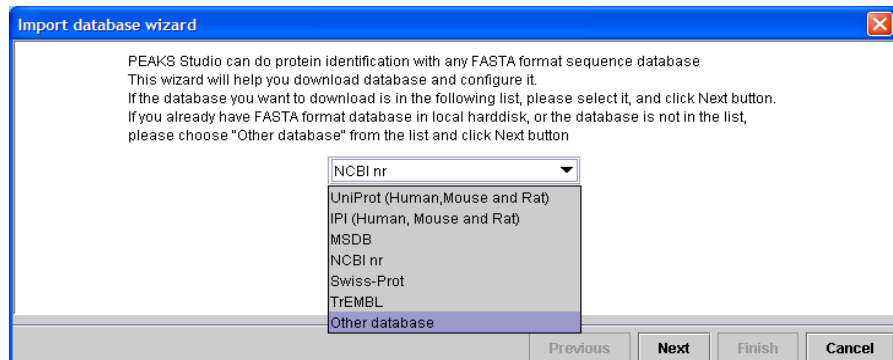 Import database wizard
PEAKS Studio can do protein identification with any FASTA format sequence database
This wizard will help you download database and configure it.
If the database you want to download is in the following list, please select it, and click Next button.
If you already have FASTA format database in local harddisk, or the database is not in the list,
please choose "Other database" from the list and click Next button
NCBI nr
UniProt (Human,Mouse and Rat)
IPI (Human, Mouse and Rat)
MSDB
NCBI nr
Swiss-Prot
TrEMBL
Other database
Previous Next Finish Cancel